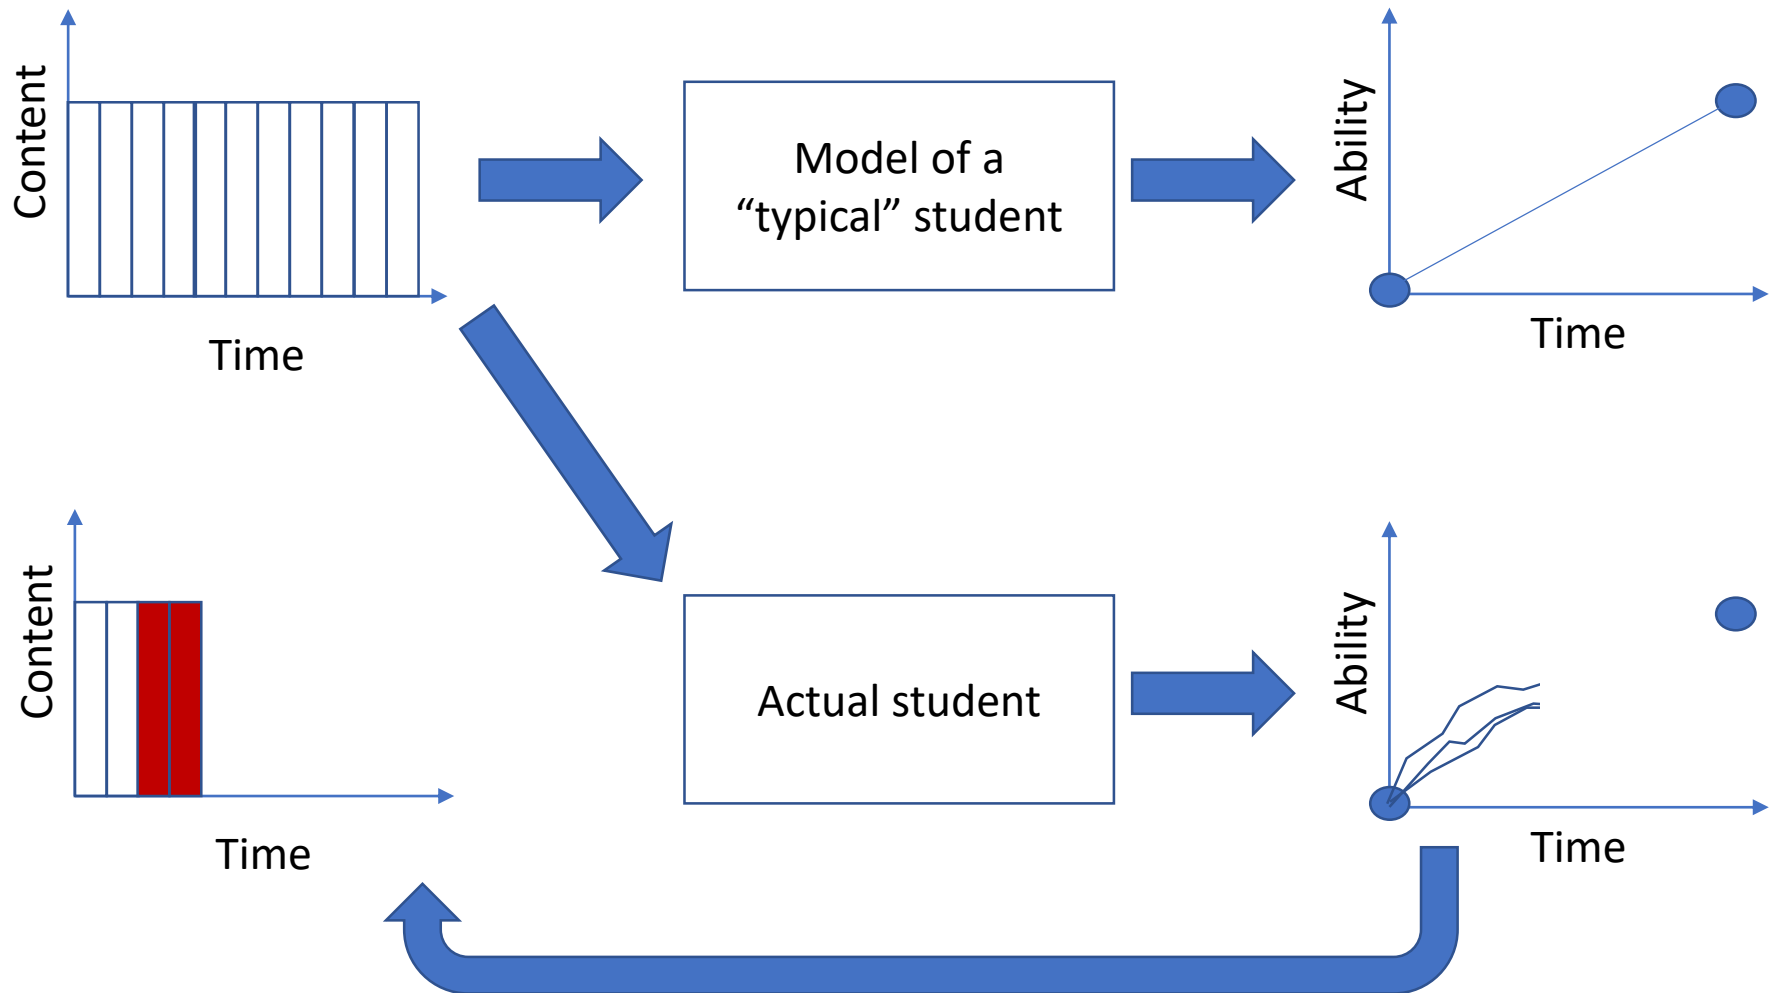 Content
Time
Model of a
“typical” student
Ability
Time
Content
Time
Actual student
Ability
Time